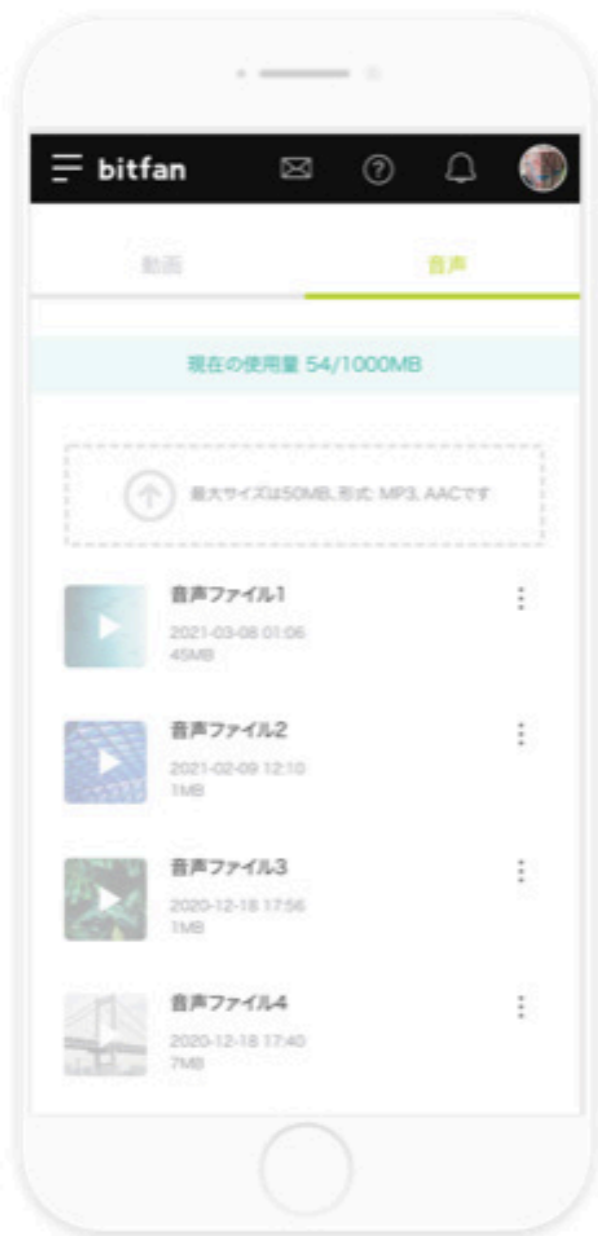 bitfan
動画
音声
現在の使用量 54/1000MB
最大サイズは50MB、形式: MP3, AACです
音声ファイル1
2021-03-08 01:06
45MB
音声ファイル2
2021-02-09 12:10
1MB
音声ファイル3
2020-12-18 17:56
1MB
音声ファイル4
2020-12-18 17:40
7MB